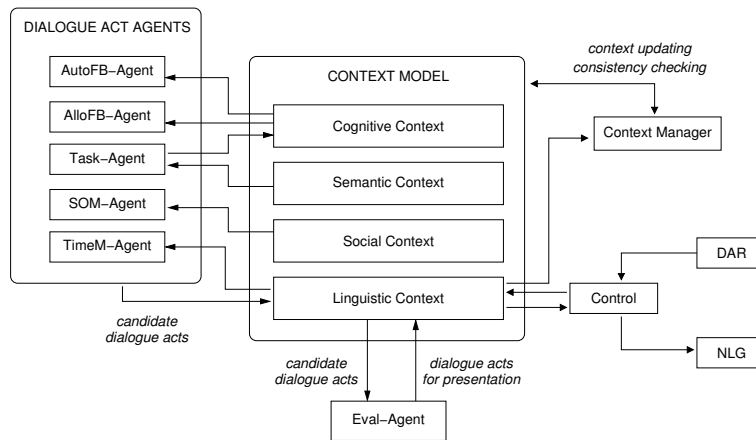 DIALOGUE ACT AGENTS
AutoFB−Agent
AlloFB−Agent
Task−Agent
SOM−Agent
TimeM−Agent
candidate
dialogue acts
CONTEXT MODEL
Cognitive Context
Semantic Context
Social Context
Linguistic Context
candidate
dialogue acts
dialogue acts
for presentation
Eval−Agent
context updating
consistency checking
Context Manager
DAR
Control
NLG